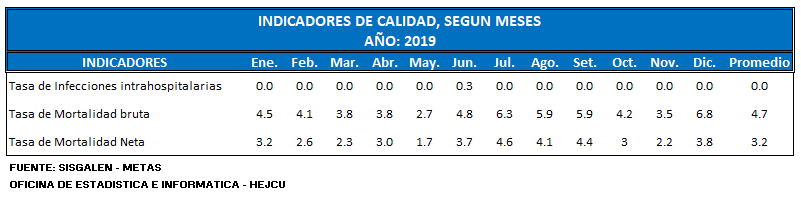 INDICADORES DE CALIDAD, SEGUN MESES
AÑO: 2019
INDICADORES Ene. Feb. Mar. Abr. May. Jun. Jul. Ago. Set. Oct. Nov. Dic. Promedio
Tasa de Infecciones intrahospitalarias 0.0 0.0 0.0 0.0 0.0 0.3 0.0 0.0 0.0 0.0 0.0 0.0 0.0
Tasa de Mortalidad bruta 4.5 4.1 3.8 3.8 2.7 4.8 6.3 5.9 5.9 4.2 3.5 6.8 4.7
Tasa de Mortalidad Neta 3.2 2.6 2.3 3.0 1.7 3.7 4.6 4.1 4.4 3 2.2 3.8 3.2
FUENTE: SISGALEN - METAS
OFICINA DE ESTADISTICA E INFORMATICA - HEJCU